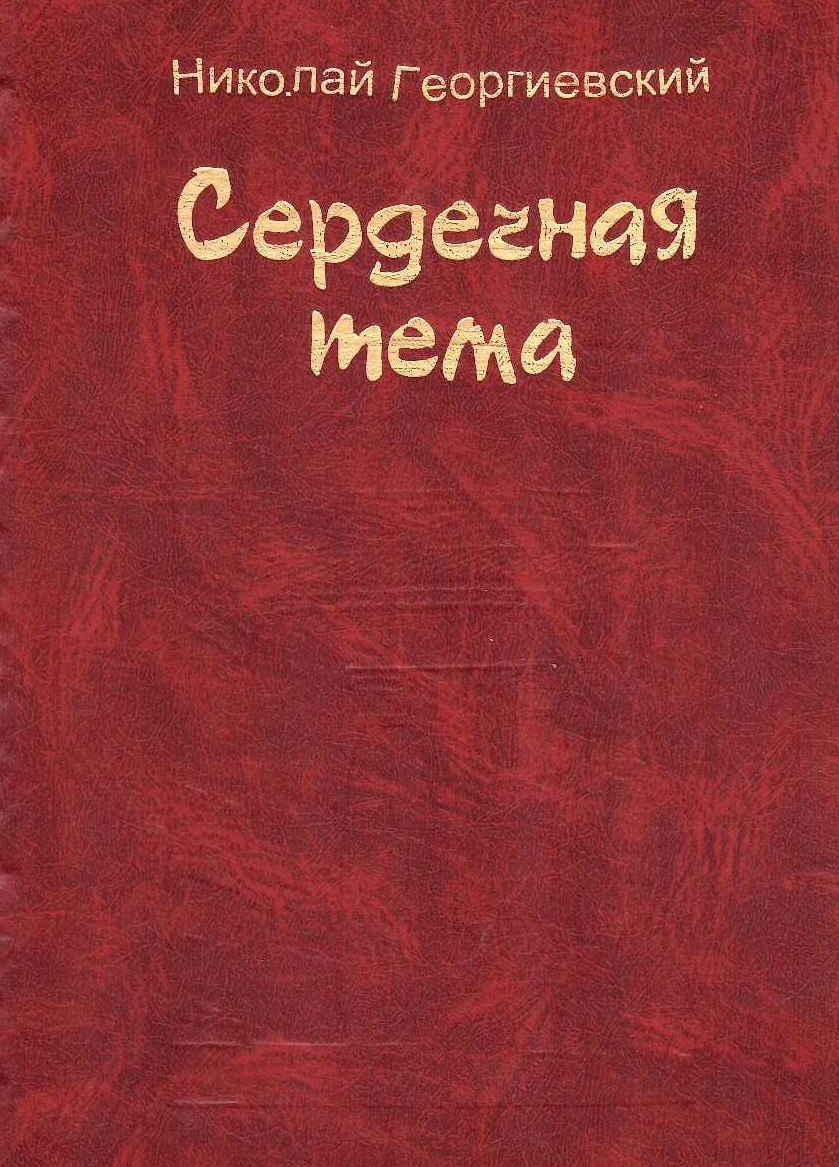 Николай Георгиевский
Сердечная
тема